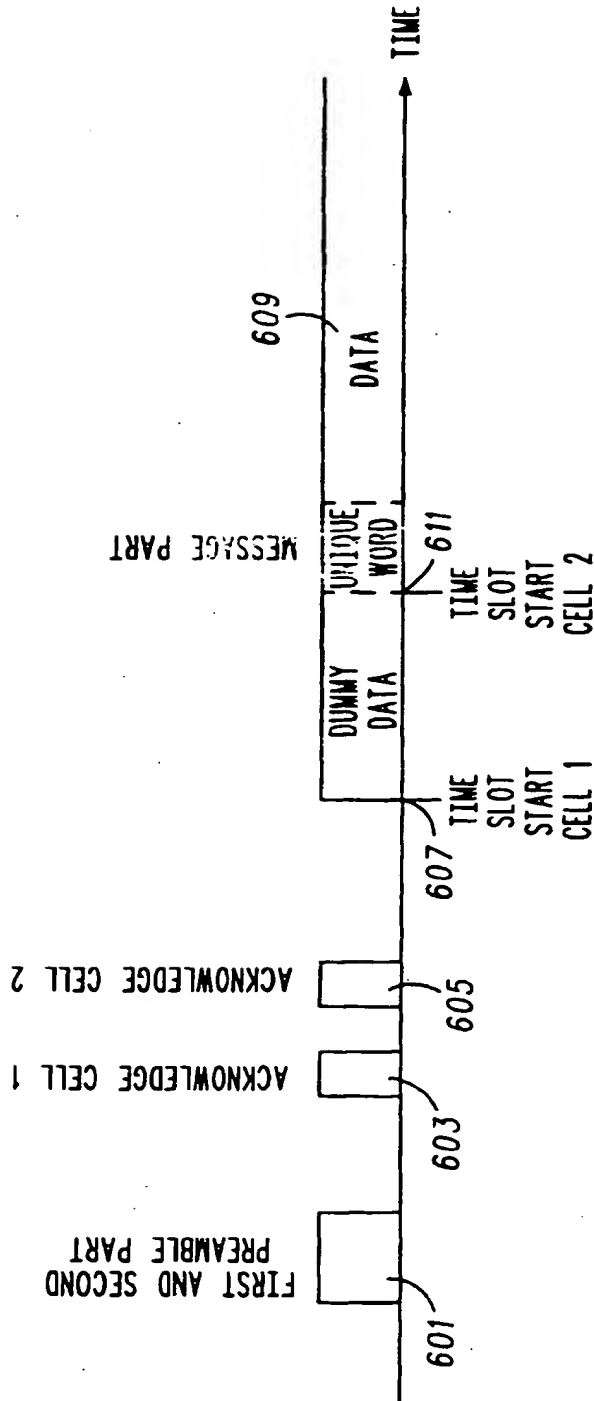 FIRST AND SECOND
PREAMBLE PART
ACKNOWLEDGE CELL 1
ACKNOWLEDGE CELL 2
MESSAGE PART
601
603
605
607
DUMMY
DATA
UNIQUE
WORD
DATA
609
611
TIME
SLOT
START
CELL 1
TIME
SLOT
START
CELL 2
TIME